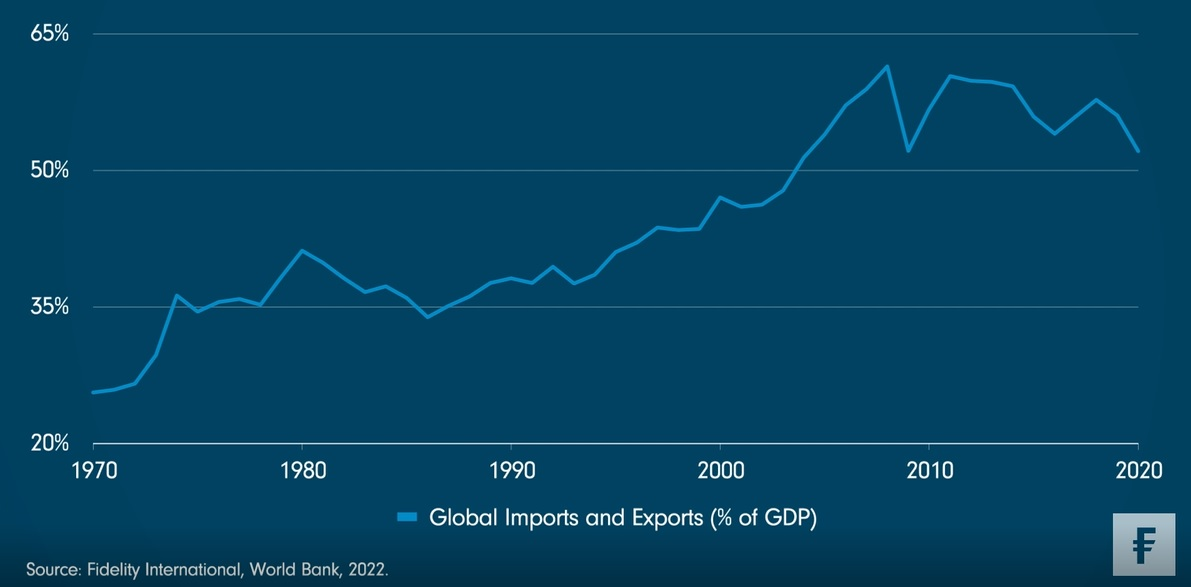 65%
50%
35%
20%
1970 1980 1990 2000 2010 2020
Global Imports and Exports (% of GDP)
Source: Fidelity International, World Bank, 2022.